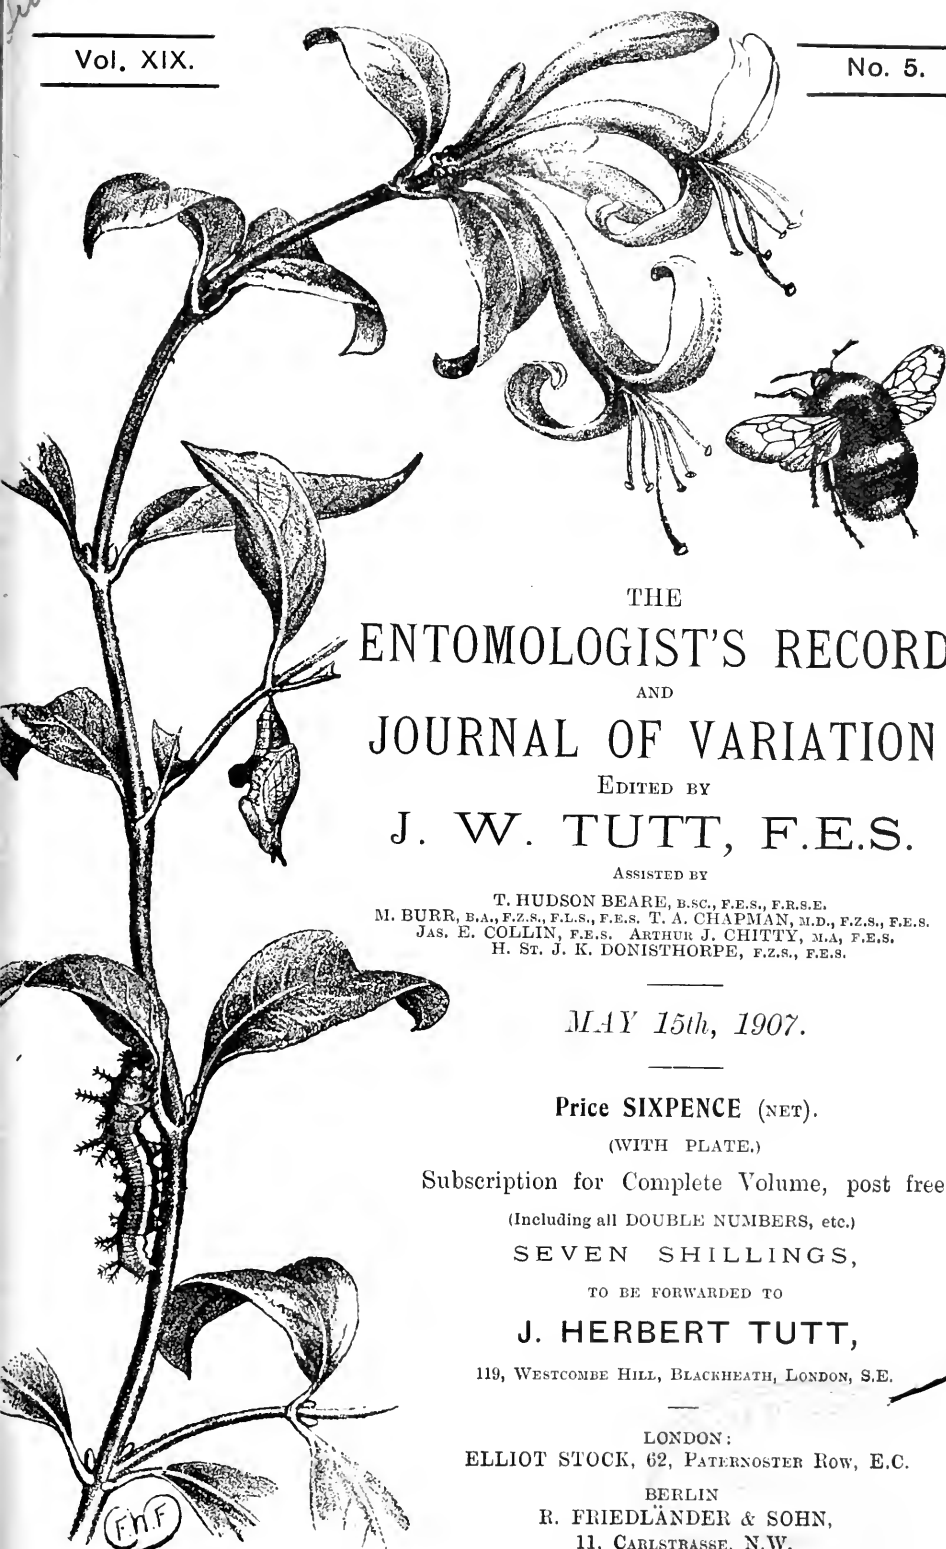 Vol. XIX.
No. 5.
THE
ENTOMOLOGIST'S RECORD
AND
JOURNAL OF VARIATION
EDITED BY
J. W. TUTT, F.E.S.
ASSISTED BY
T. HUDSON BEARE, B.SC., F.E.S., F.R.S.E.
M. BURR, B.A., F.Z.S., F.L.S., F.E.S. T. A. CHAPMAN, M.D., F.Z.S., F.E.S.
JAS. E. COLLIN, F.E.S. ARTHUR J. CHITTY, M.A, F.E.S.
H. ST. J. K. DONISTHORPE, F.Z.S., F.E.S.
MAY 15th, 1907.
Price SIXPENCE (NET).
(WITH PLATE.)
Subscription for Complete Volume, post free
(Including all DOUBLE NUMBERS, etc.)
SEVEN SHILLINGS,
TO BE FORWARDED TO
J. HERBERT TUTT,
119, WESTCOMBE HILL, BLACKHEATH, LONDON, S.E.
LONDON:
ELLIOT STOCK, 62, PATERNOSTER ROW, E.C.
BERLIN
R. FRIEDLÄNDER & SOHN,
11, CARLSTRASSE, N.W.
F.h.F